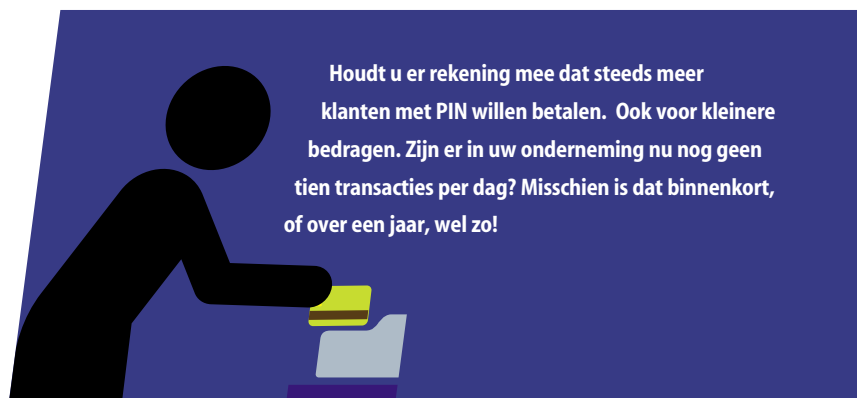 Houdt u er rekening mee dat steeds meer
klanten met PIN willen betalen.  Ook voor kleinere
bedragen. Zijn er in uw onderneming nu nog geen
tien transacties per dag? Misschien is dat binnenkort,
of over een jaar, wel zo!